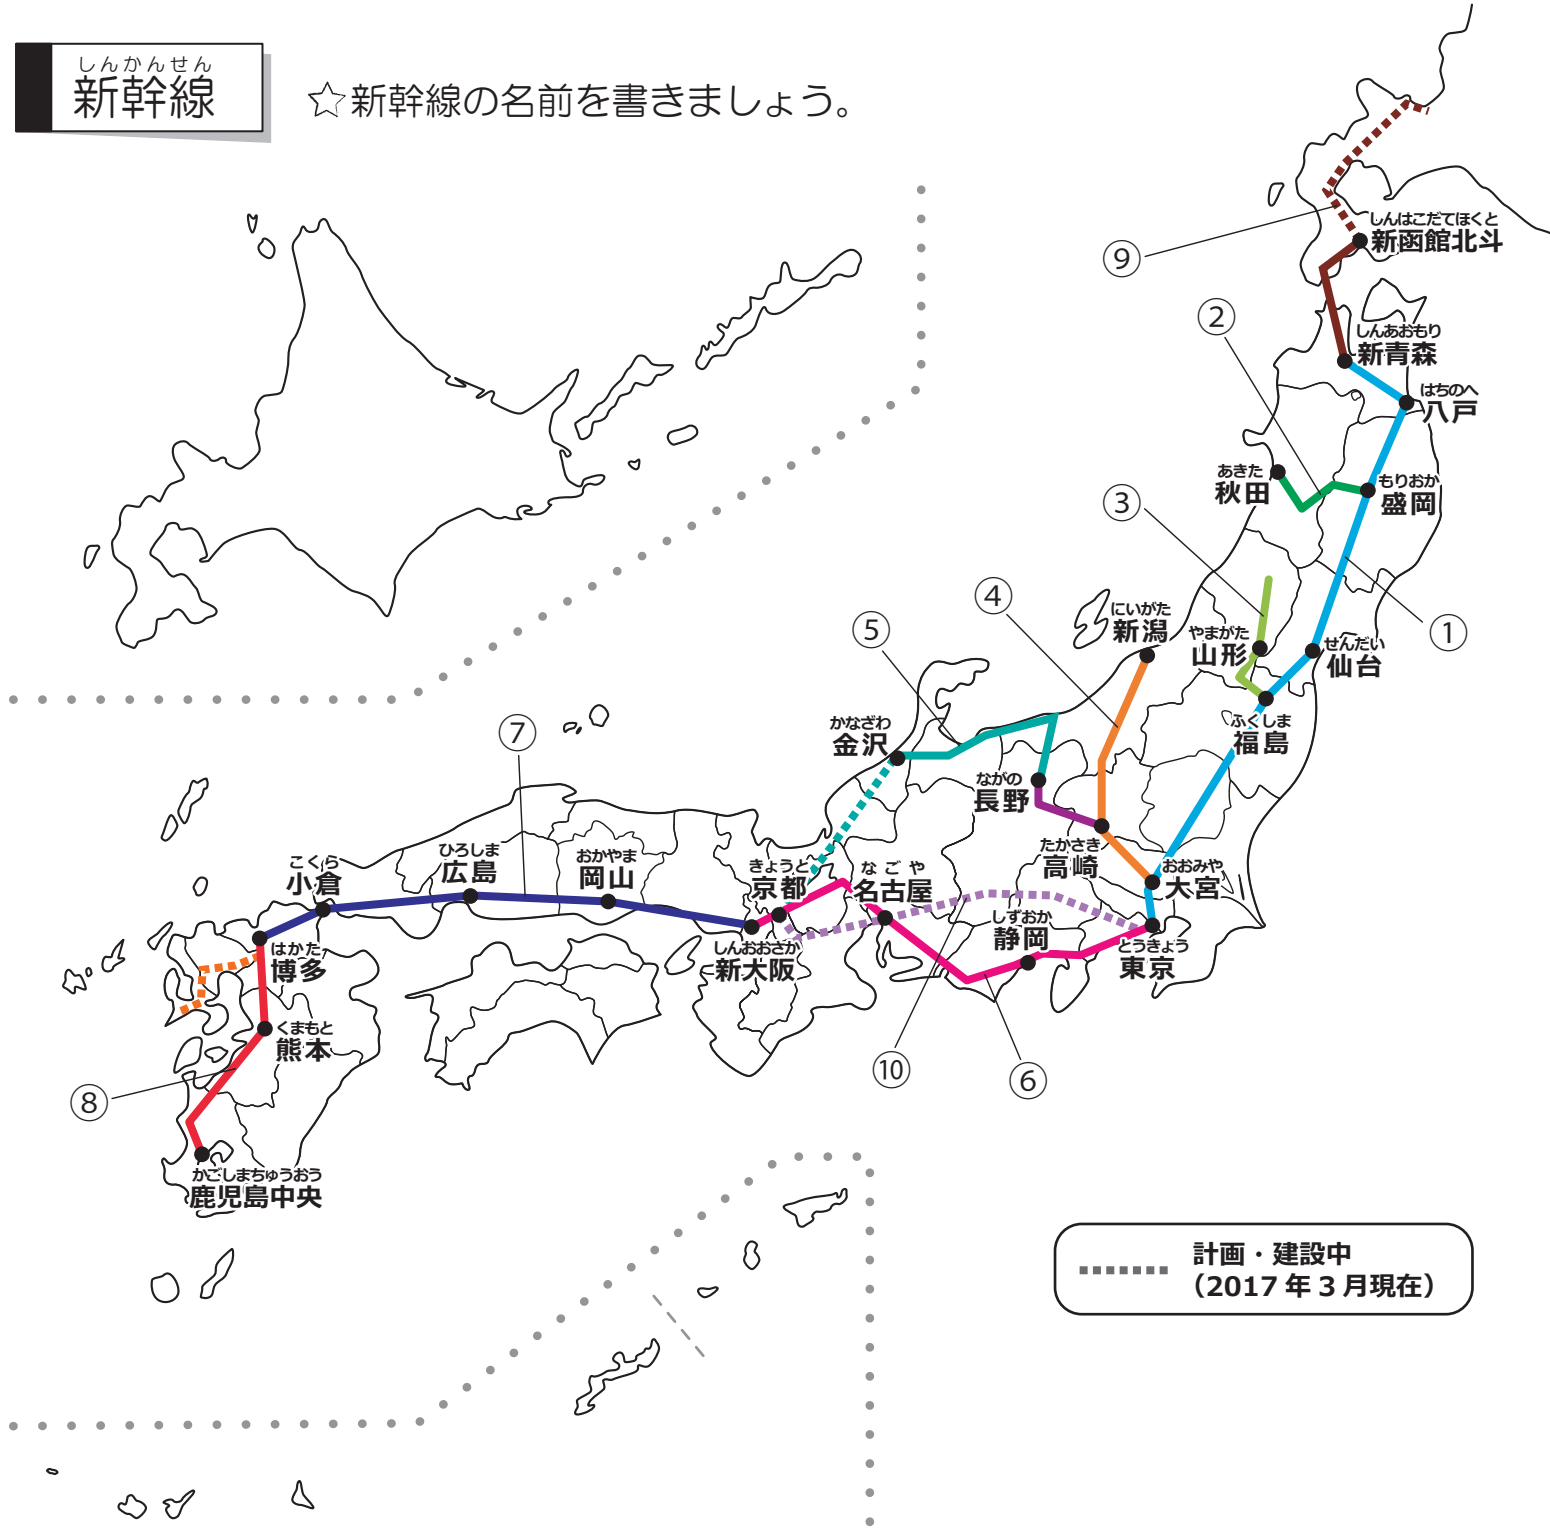 しんかんせん
新幹線
☆新幹線の名前を書きましょう。
しんはこだてほくと
新函館北斗
⑨
②
しんあおもり
新青森
はちのへ
八戸
あきた
秋田
もりおか
盛岡
③
④
①
⑤
にいがた
新潟
やまがた
山形
せんだい
仙台
かなざわ
金沢
ふくしま
福島
⑦
ながの
長野
たかさき
高崎
おおみや
大宮
こくら
小倉
ひろしま
広島
おかやま
岡山
きょうと
京都
なごや
名古屋
しずおか
静岡
はかた
博多
しんおおさか
新大阪
とうきょう
東京
くまもと
熊本
⑧
⑩
⑥
かごしまちゅうおう
鹿児島中央
計画・建設中
（2017 年 3 月現在）